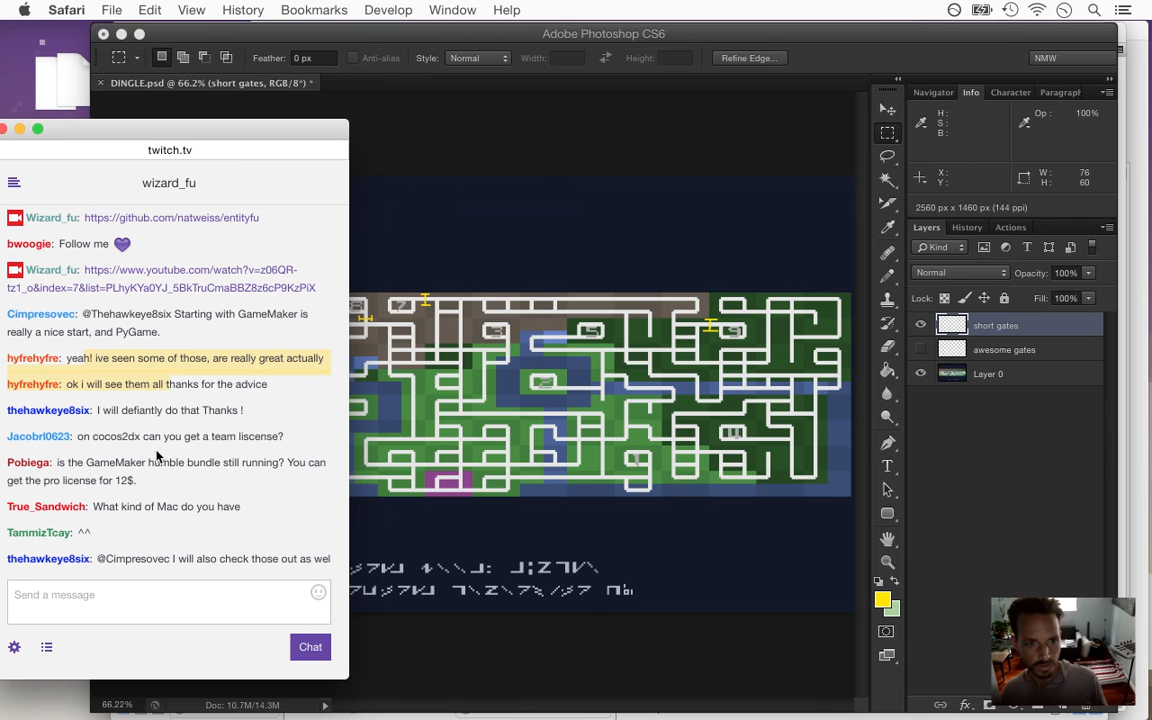 Safari File Edit View History Bookmarks Develop Window Help
Adobe Photoshop CS6
Feather: 0 px Anti-alias Style: Normal Width: Height: Refine Edge... NMW
DINGLE.psd @ 66.2% (short gates, RGB/8*) *
twitch.tv
wizard_fu
Wizard_fu: https://github.com/natweiss/entityfu
bwoogie: Follow me
Wizard_fu: https://www.youtube.com/watch?v=z06QR-
tz1_o&index=7&list=PLhyKYa0YJ_5BkTruCmaBBZ8z6cP9KzPiX
Cimpresovec: @Thehawkeye8six Starting with GameMaker is
really a nice start, and PyGame.
hyfrehyfre: yeah! ive seen some of those, are really great actually
hyfrehyfre: ok i will see them all thanks for the advice
thehawkeye8six: I will defiantly do that Thanks !
Jacobrl0623: on cocos2dx can you get a team liscense?
Pobiega: is the GameMaker humble bundle still running? You can
get the pro license for 12$.
True_Sandwich: What kind of Mac do you have
TammizTcay: ^^
thehawkeye8six: @Cimpresovec I will also check those out as wel
Send a message
Chat
7
3
5
9
2
1
Navigator Info Character Paragraph
H:
S:
B:
Op: 100%
X:
Y:
W: 76
H: 60
2560 px x 1460 px (144 ppi)
Layers History Actions
Kind
Normal Opacity: 100%
Lock: Fill: 100%
short gates
awesome gates
Layer 0
66.22% Doc: 10.7M/14.3M